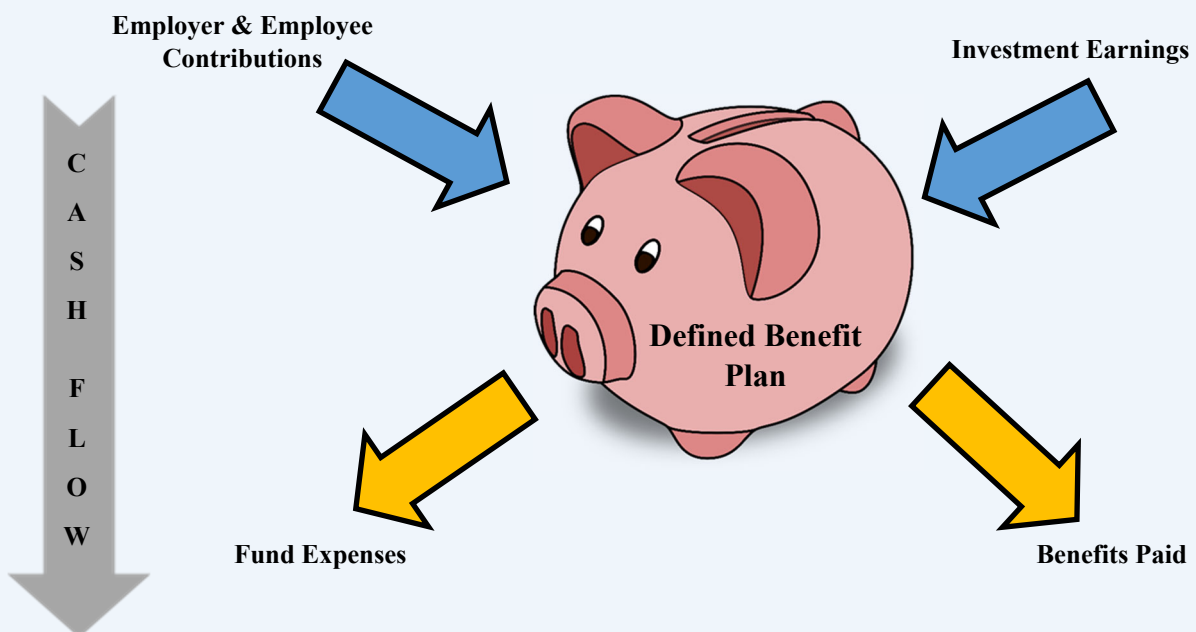 Employer & Employee
Contributions
Investment Earnings
C
A
S
H
F
L
O
W
Defined Benefit
Plan
Fund Expenses
Benefits Paid